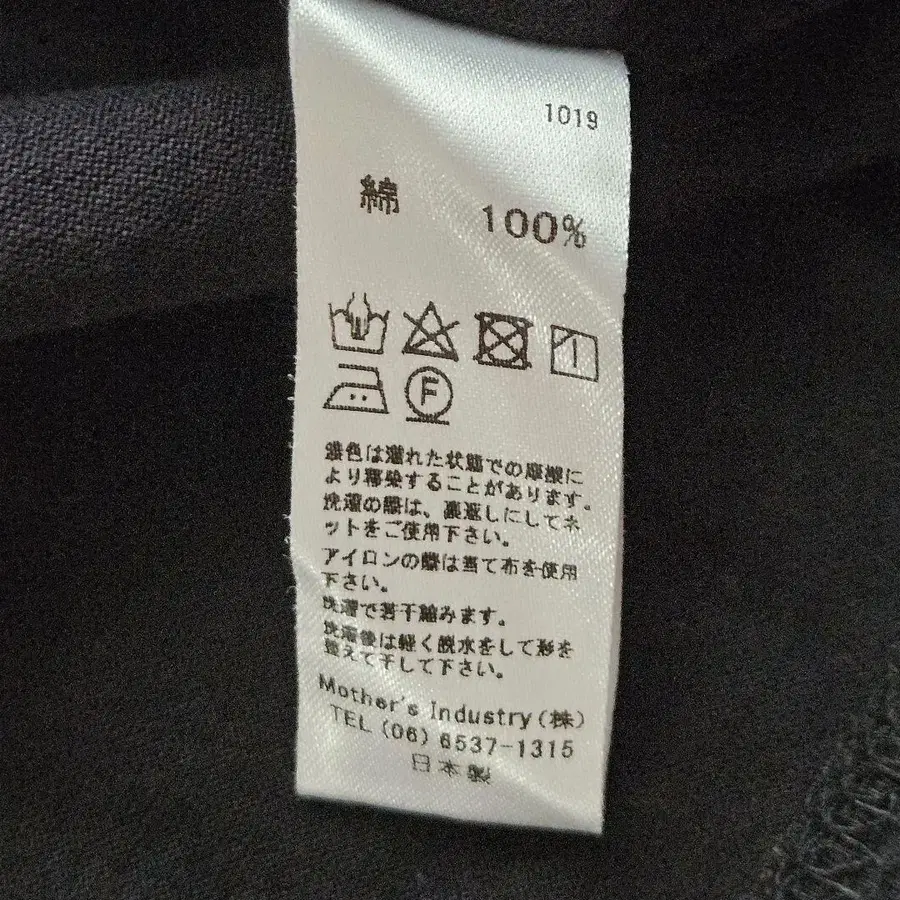 1019
綿 100%
F
濃色は濡れた状態での摩擦に
より移染することがあります。
洗濯の際は、裏返しにしてネ
ットをご使用下さい。
アイロンの際は当て布を使用
下さい。
洗濯で若干縮みます。
洗濯後は軽く脱水をして形を
整えて干して下さい。
Mother's Industry(株)
TEL (06) 6537-1315
日本製